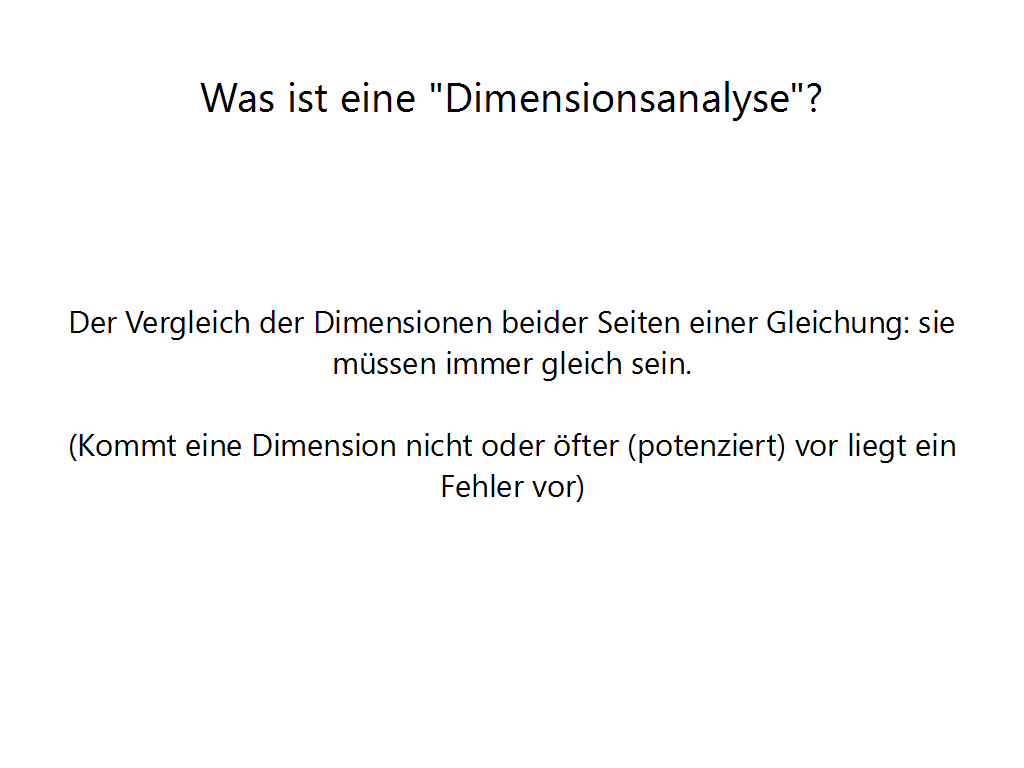 Was ist eine "Dimensionsanalyse"?
Der Vergleich der Dimensionen beider Seiten einer Gleichung: sie
müssen immer gleich sein.
(Kommt eine Dimension nicht oder öfter (potenziert) vor liegt ein
Fehler vor)